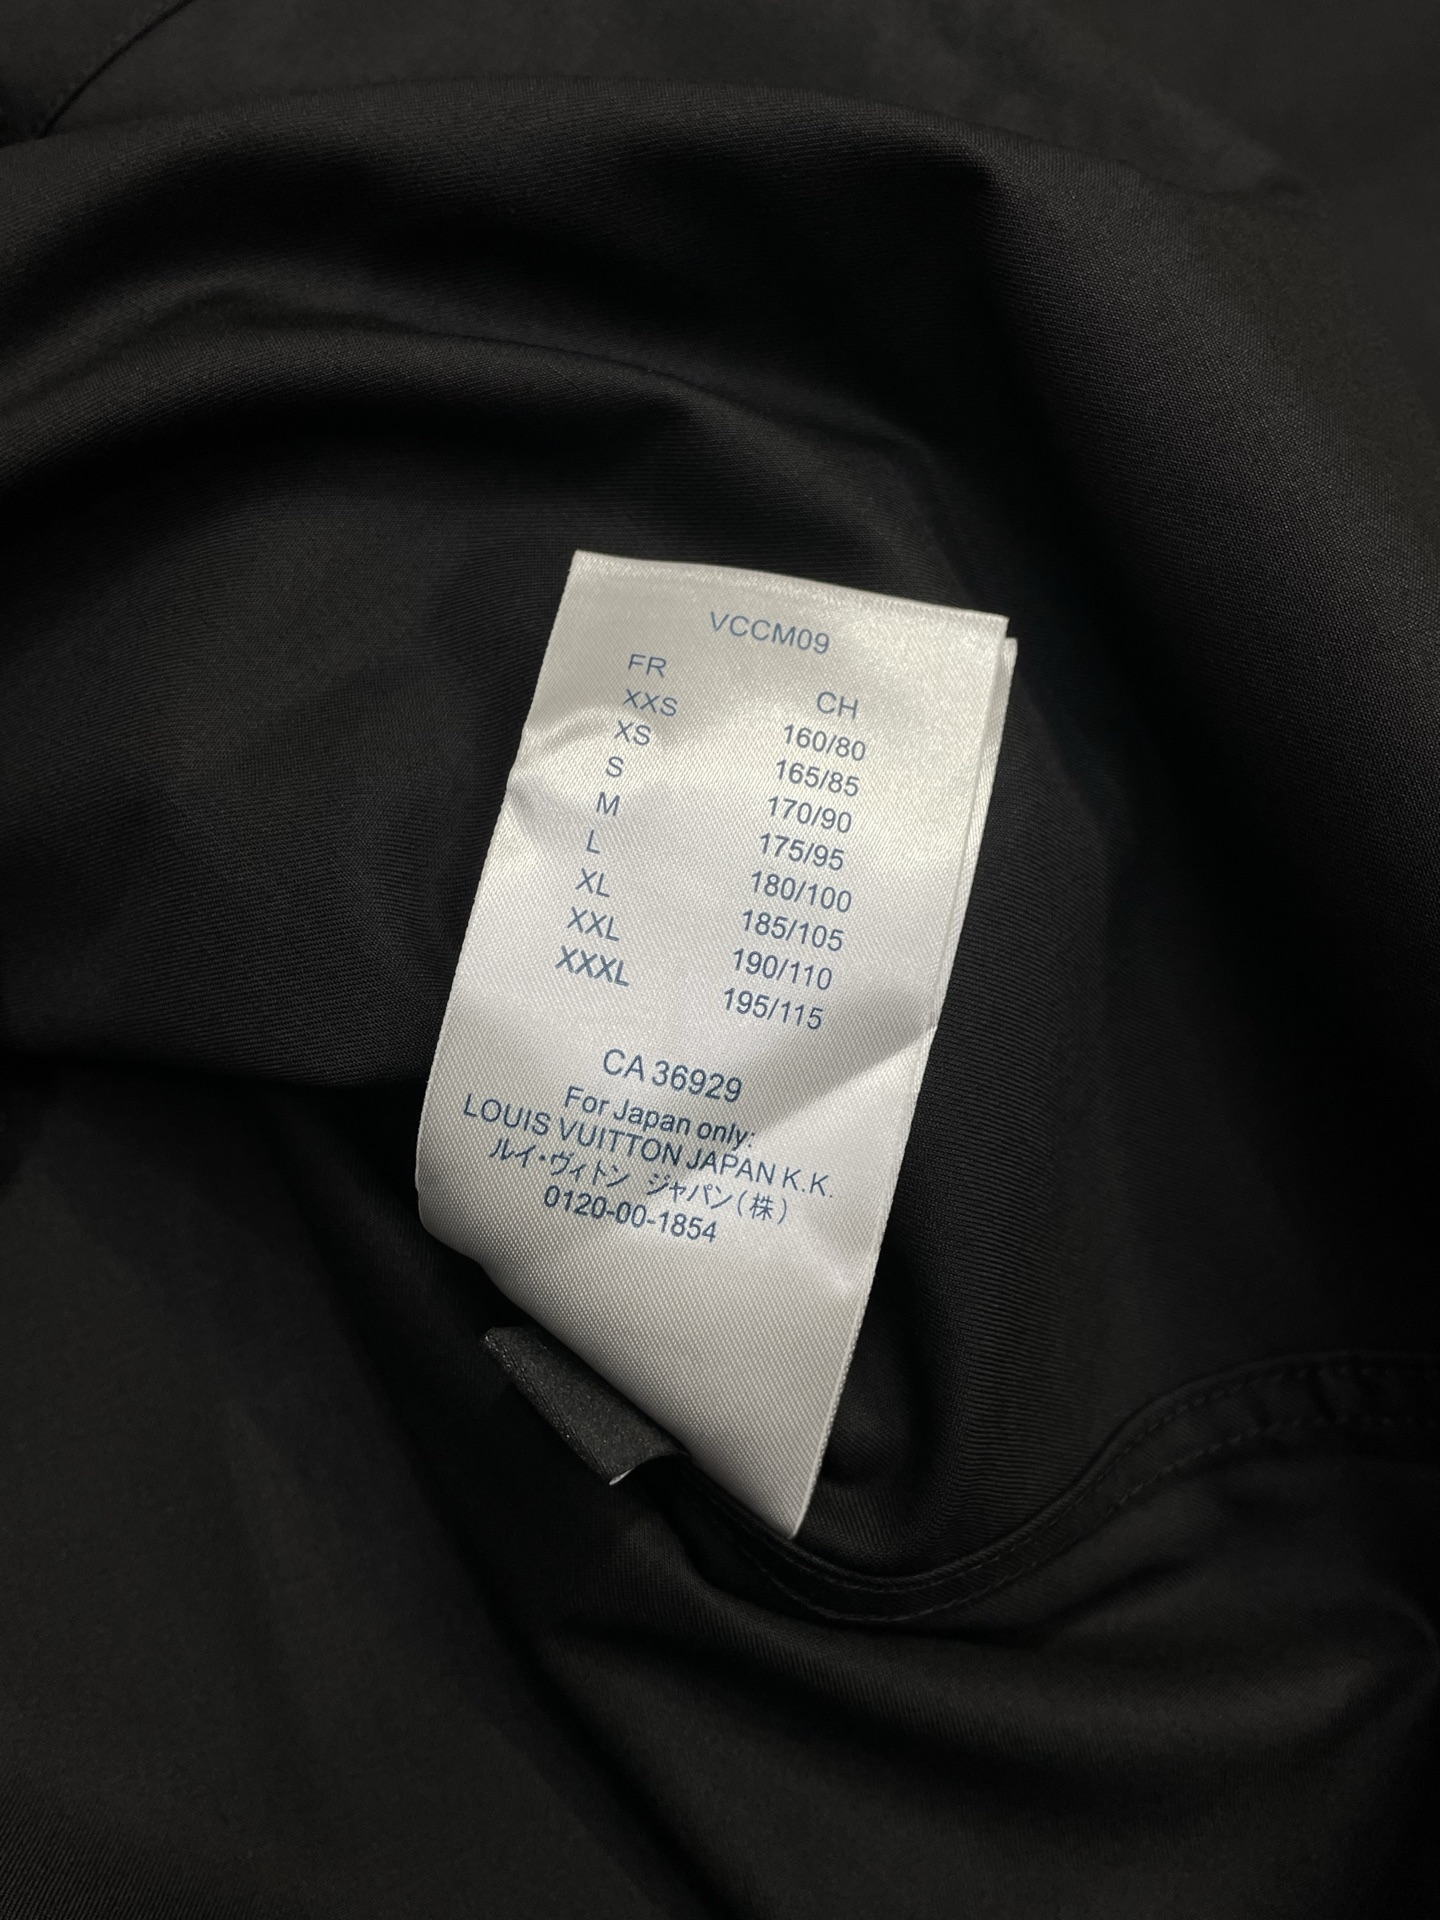 VCCM09
FR CH
XXS 160/80
XS 165/85
S 170/90
M 175/95
L 180/100
XL 185/105
XXL 190/110
XXXL 195/115
CA 36929
For Japan only:
LOUIS VUITTON JAPAN K.K.
ルイ・ヴィトン ジャパン(株)
0120-00-1854